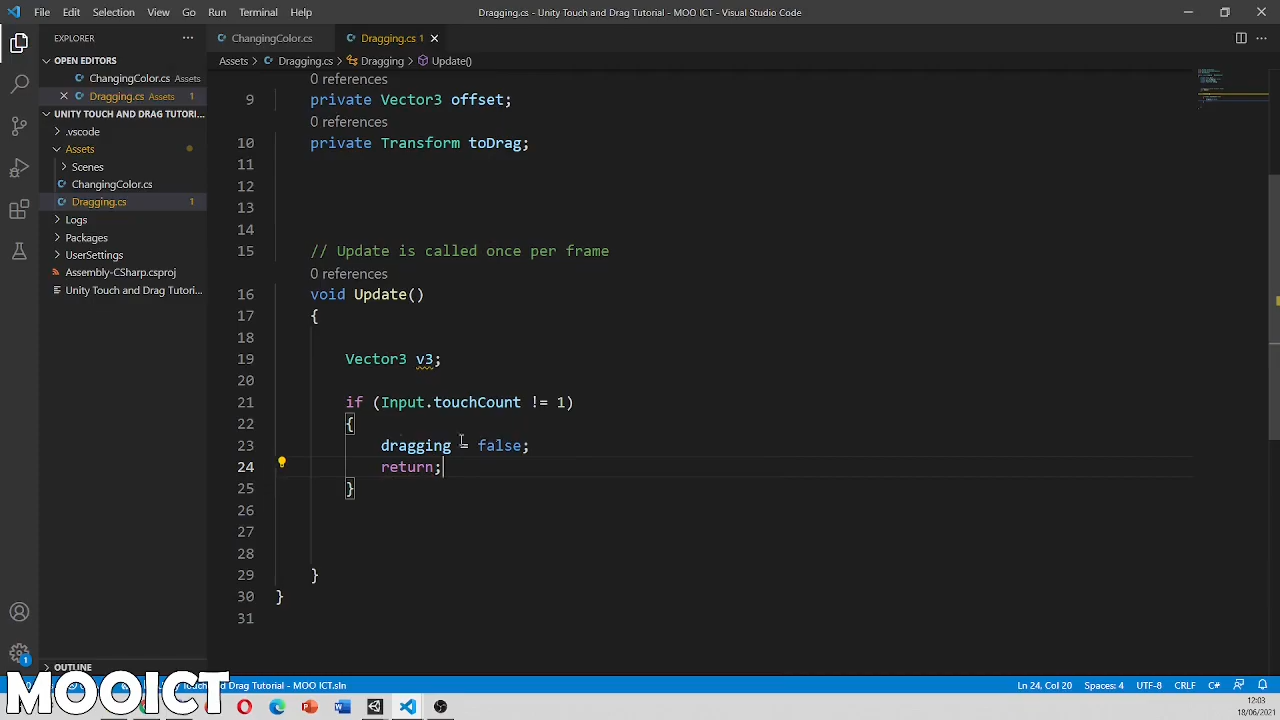 File Edit Selection View Go Run Terminal Help
Dragging.cs - Unity Touch and Drag Tutorial - MOO ICT - Visual Studio Code
EXPLORER
OPEN EDITORS
ChangingColor.cs Assets
Dragging.cs Assets 1
UNITY TOUCH AND DRAG TUTORI...
.vscode
Assets
Scenes
ChangingColor.cs
Dragging.cs 1
Logs
Packages
UserSettings
Assembly-CSharp.csproj
Unity Touch and Drag Tutori...
OUTLINE
ChangingColor.cs
Dragging.cs 1
Assets > Dragging.cs > Dragging > Update()
0 references
9 private Vector3 offset;
0 references
10 private Transform toDrag;
11
12
13
14
15 // Update is called once per frame
0 references
16 void Update()
17 {
18
19 Vector3 v3;
20
21 if (Input.touchCount != 1)
22 {
23 dragging = false;
24 return;
25 }
26
27
28
29 }
30 }
31
1
MOOICT
Touch and Drag Tutorial - MOO ICT.sln
Ln 24, Col 20 Spaces: 4 UTF-8 CRLF C#
12:03
18/06/2021